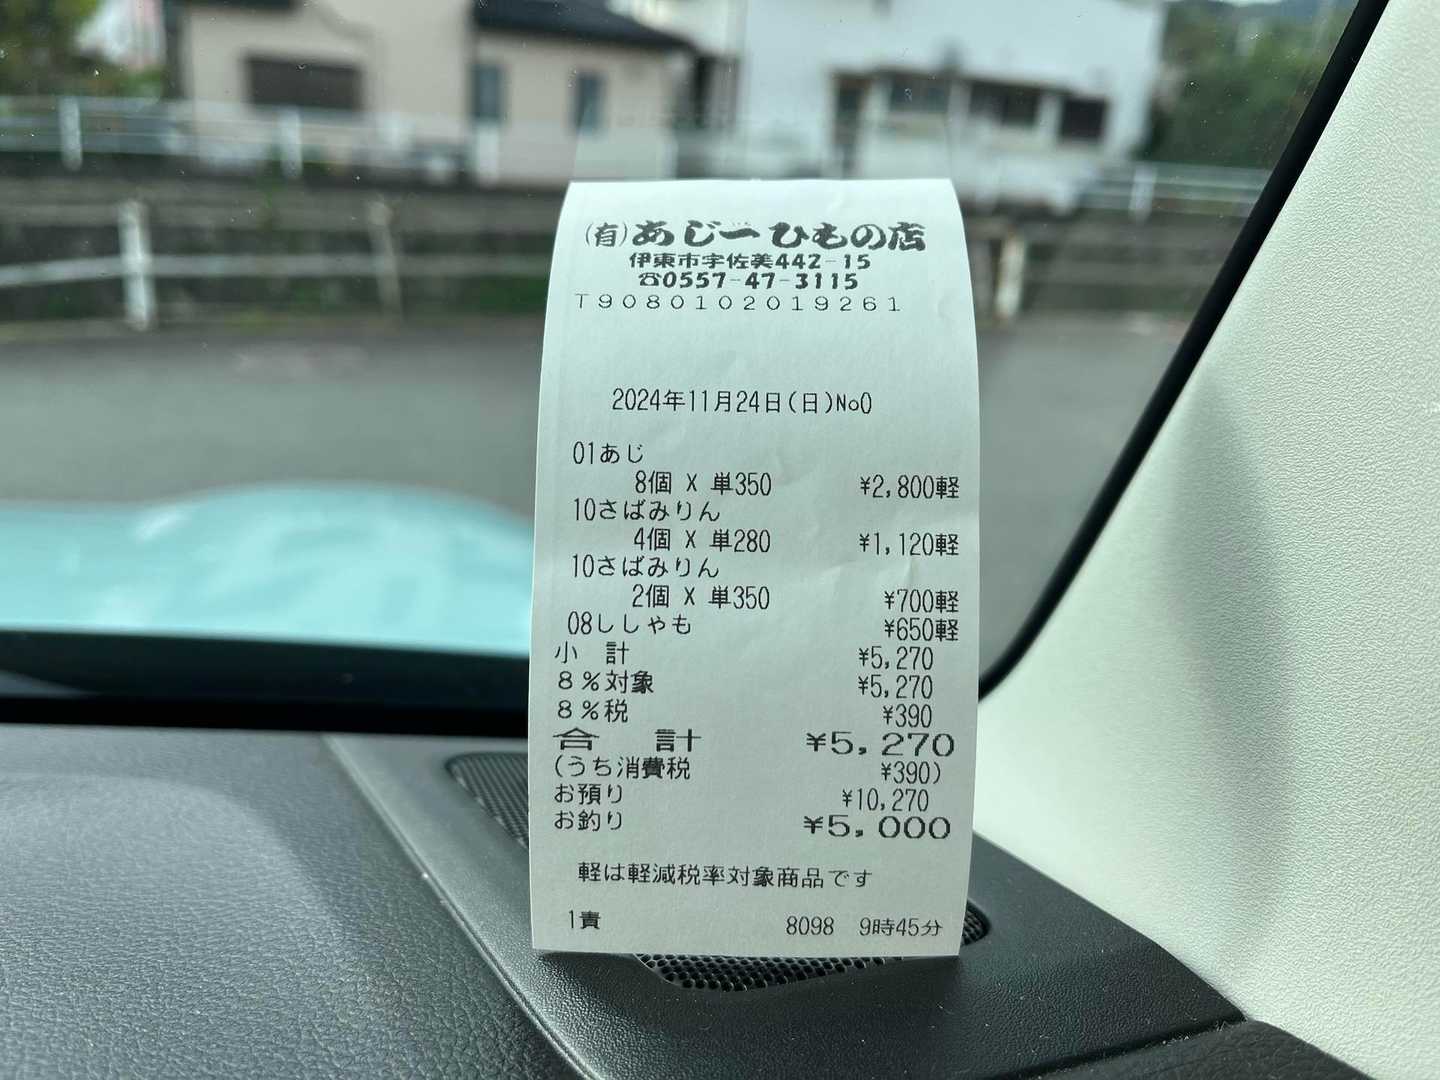 (有)あじ一ひもの店
伊東市宇佐美442-15
☎0557-47-3115
T9080102019261
2024年11月24日(日)No0
01あじ
8個 X 単350 ¥2,800軽
10さばみりん
4個 X 単280 ¥1,120軽
10さばみりん
2個 X 単350 ¥700軽
08ししゃも ¥650軽
小 計 ¥5,270
8%対象 ¥5,270
8%税 ¥390
合 計 ¥5,270
(うち消費税 ¥390)
お預り ¥10,270
お釣り ¥5,000
軽は軽減税率対象商品です
1責 8098 9時45分